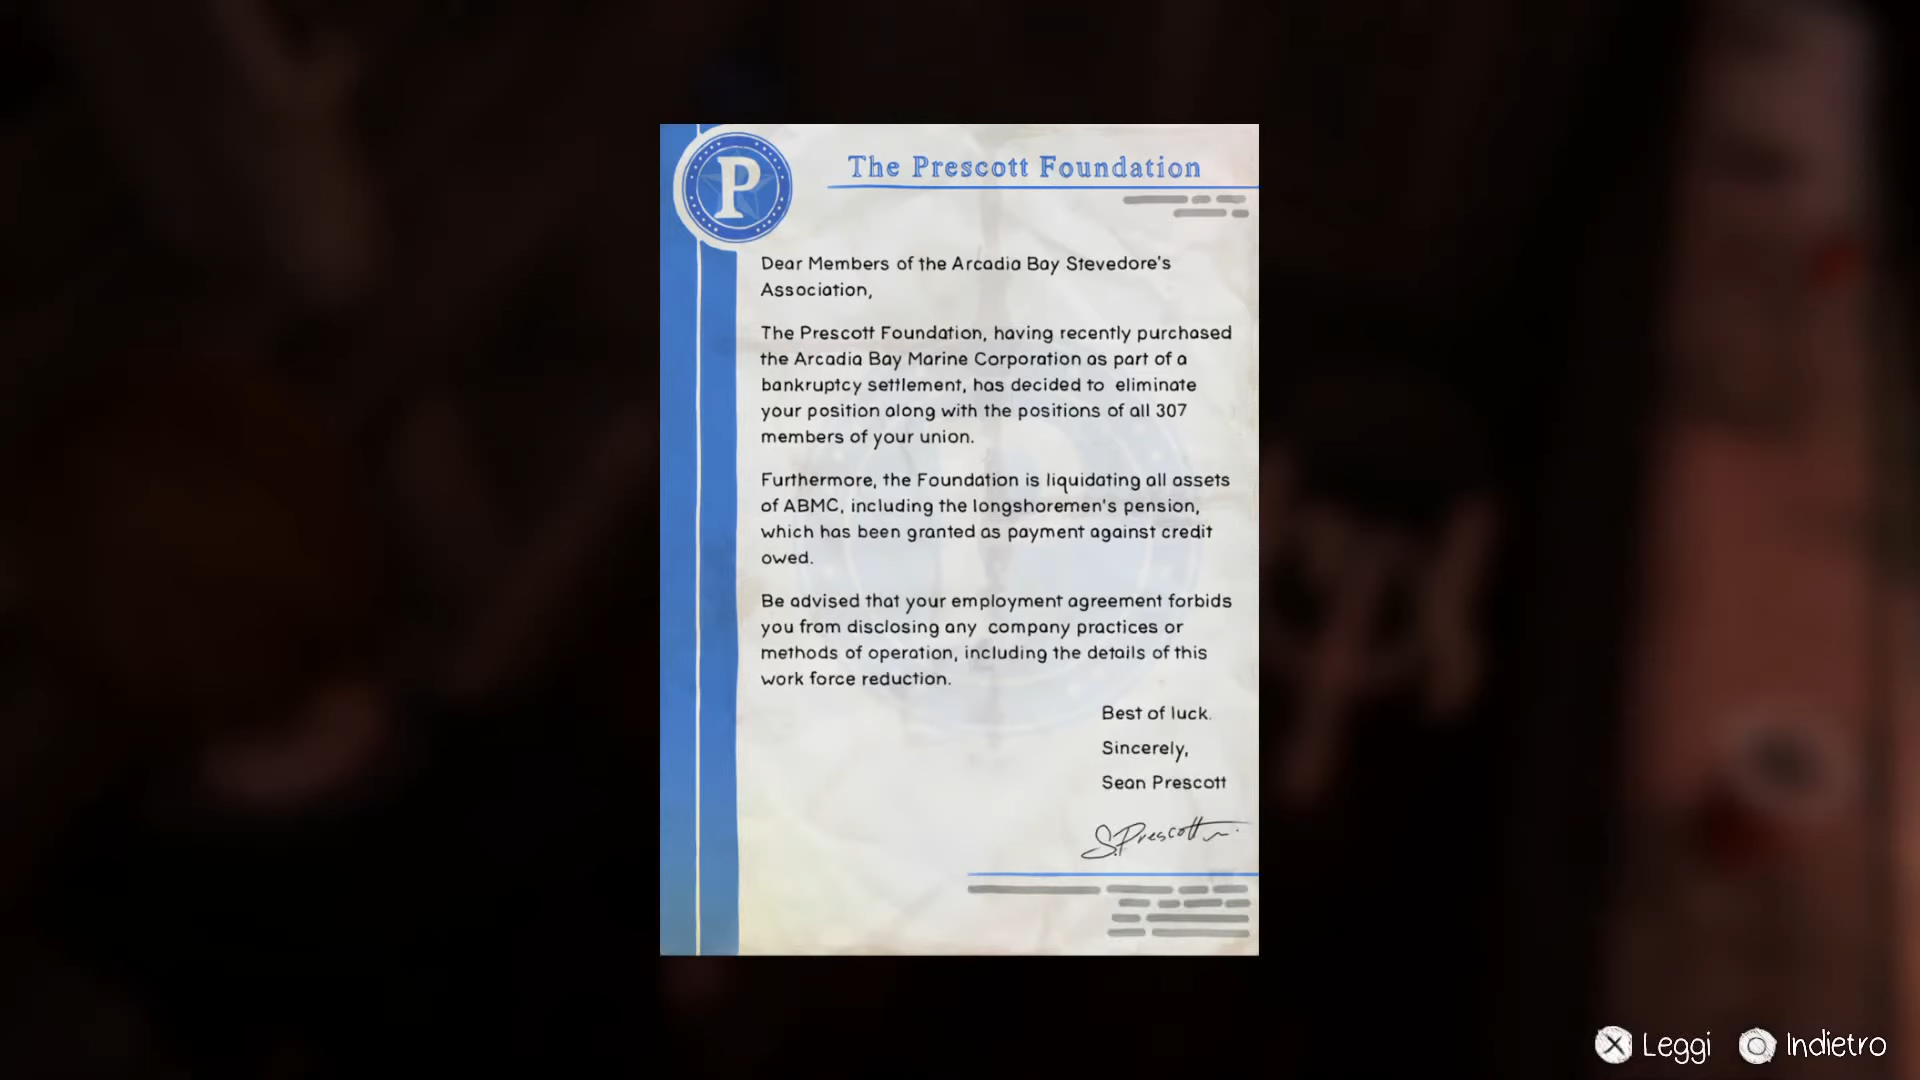 P
The Prescott Foundation
Dear Members of the Arcadia Bay Stevedore's
Association,
The Prescott Foundation, having recently purchased
the Arcadia Bay Marine Corporation as part of a
bankruptcy settlement, has decided to eliminate
your position along with the positions of all 307
members of your union.
Furthermore, the Foundation is liquidating all assets
of ABMC, including the longshoremen's pension,
which has been granted as payment against credit
owed.
Be advised that your employment agreement forbids
you from disclosing any company practices or
methods of operation, including the details of this
work force reduction.
Best of luck.
Sincerely,
Sean Prescott
S.Prescott
Leggi Indietro